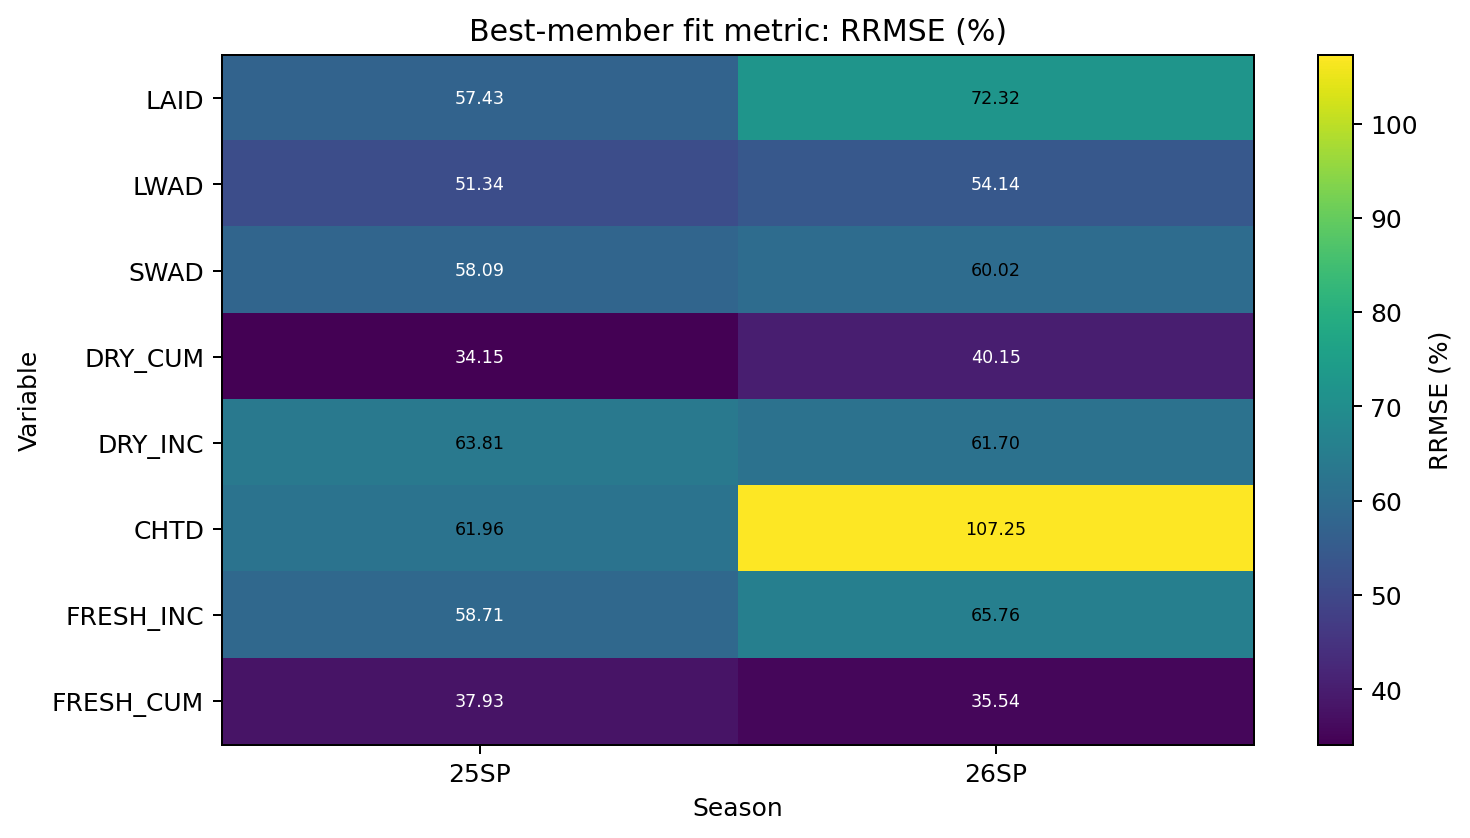 Best-member fit metric: RRMSE (%)
LAID 57.43 72.32
LWAD 51.34 54.14
SWAD 58.09 60.02
DRY_CUM 34.15 40.15
DRY_INC 63.81 61.70
CHTD 61.96 107.25
FRESH_INC 58.71 65.76
FRESH_CUM 37.93 35.54
25SP 26SP
Season
Variable
100
90
80
70
60
50
40
RRMSE (%)